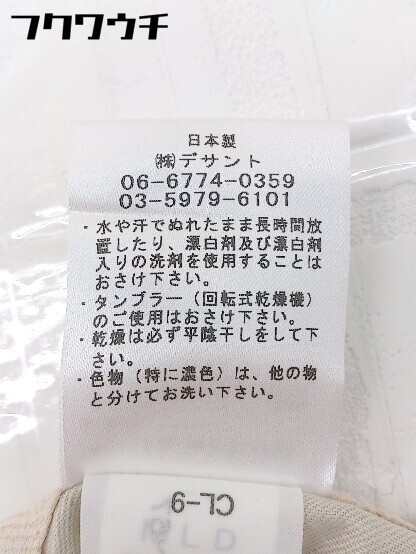 フクワウチ
日本製
㈱デサント
06-6774-0359
03-5979-6101
・水や汗でぬれたまま長時間放
置したり、漂白剤及び漂白剤
入りの洗剤を使用することは
おさけ下さい。
・タンブラー（回転式乾燥機）
のご使用はおさけ下さい。
・乾燥は必ず平陰干しをして下
さい。
・色物（特に濃色）は、他の物
と分けてお洗い下さい。
CL-9